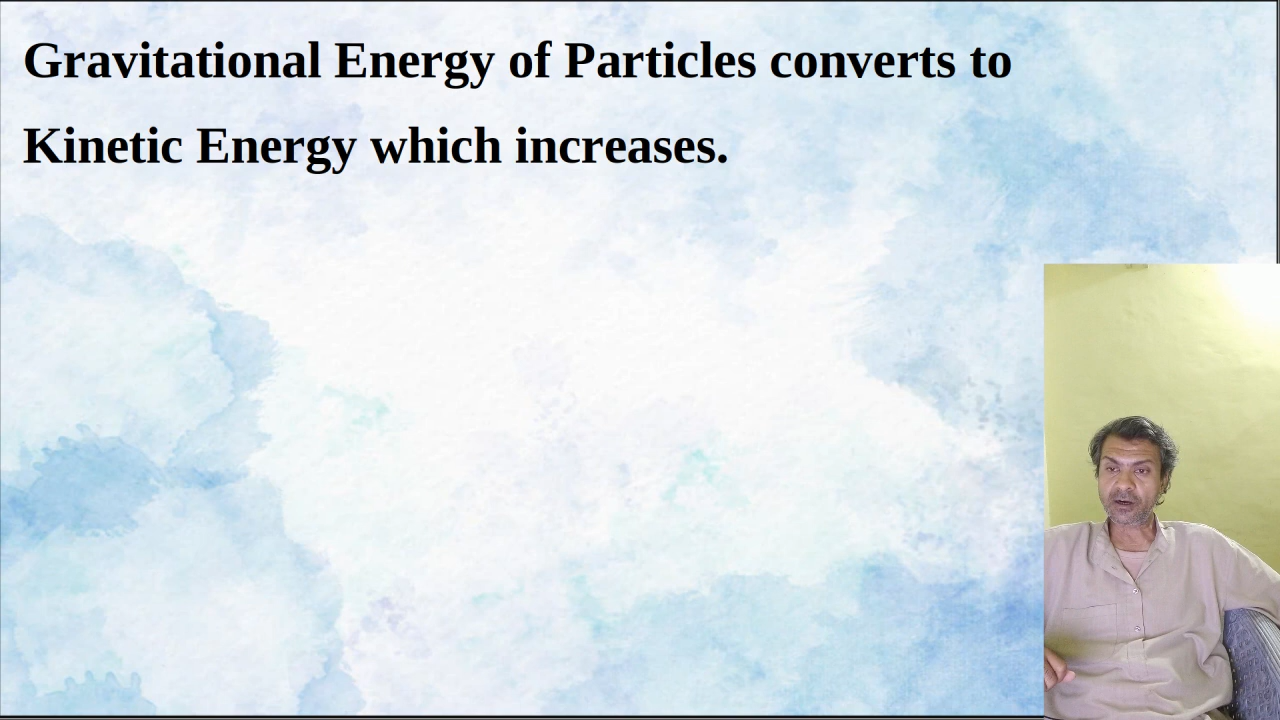 Gravitational Energy of Particles converts to
Kinetic Energy which increases.